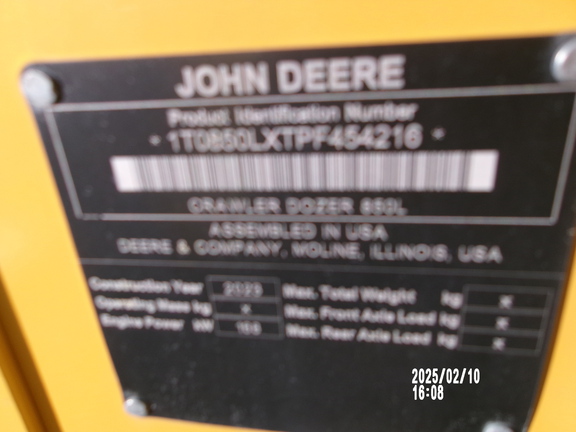 JOHN DEERE
Product Identification Number
* 1T0850LXTPF454216 *
CRAWLER DOZER 850L
ASSEMBLED IN USA
DEERE & COMPANY, MOLINE, ILLINOIS, USA
Construction Year 2023 Max. Total Weight kg x
Operating Mass kg x Max. Front Axle Load kg x
Engine Power kW Max. Rear Axle Load kg x
2025/02/10
16:08